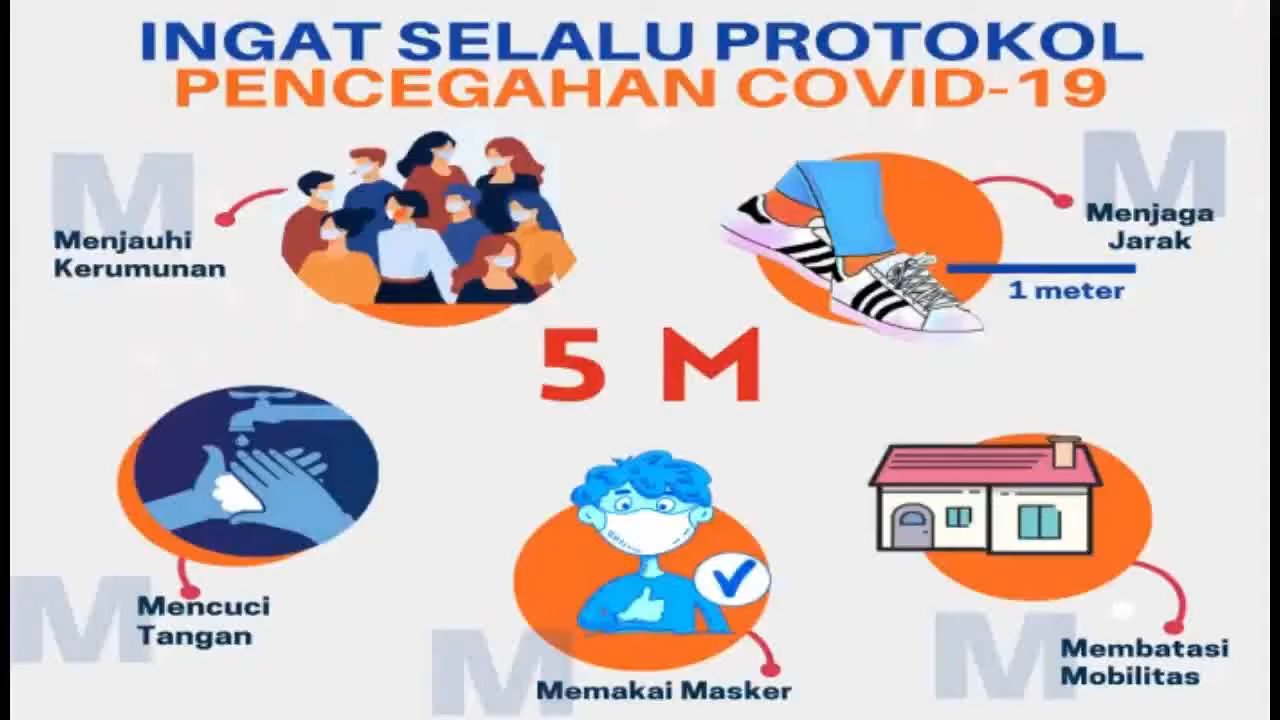 INGAT SELALU PROTOKOL
PENCEGAHAN COVID-19
M
Menjauhi
Kerumunan
M
Menjaga
Jarak
1 meter
5 M
M
Mencuci
Tangan
M
Memakai Masker
M
Membatasi
Mobilitas